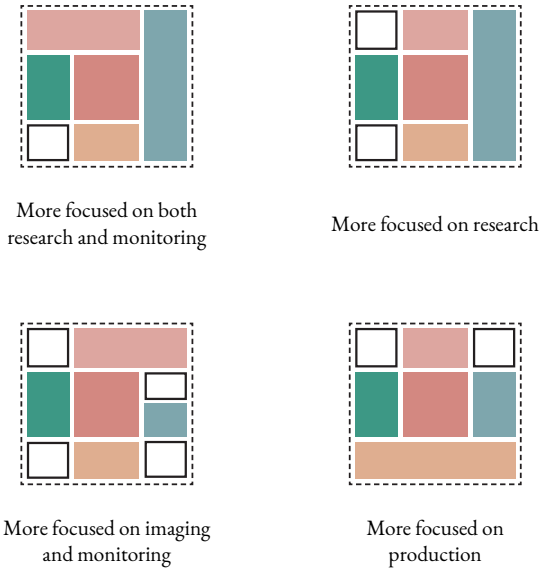 More focused on both
research and monitoring
More focused on research
More focused on imaging
and monitoring
More focused on
production